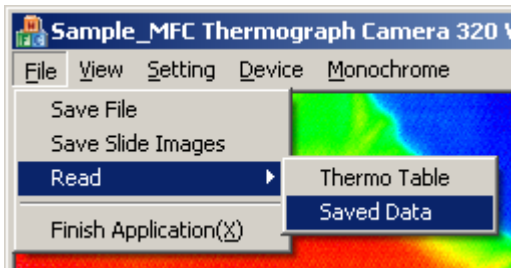 Sample_MFC Thermograph Camera 320
File View Setting Device Monochrome
Save File
Save Slide Images
Read
Thermo Table
Saved Data
Finish Application(X)